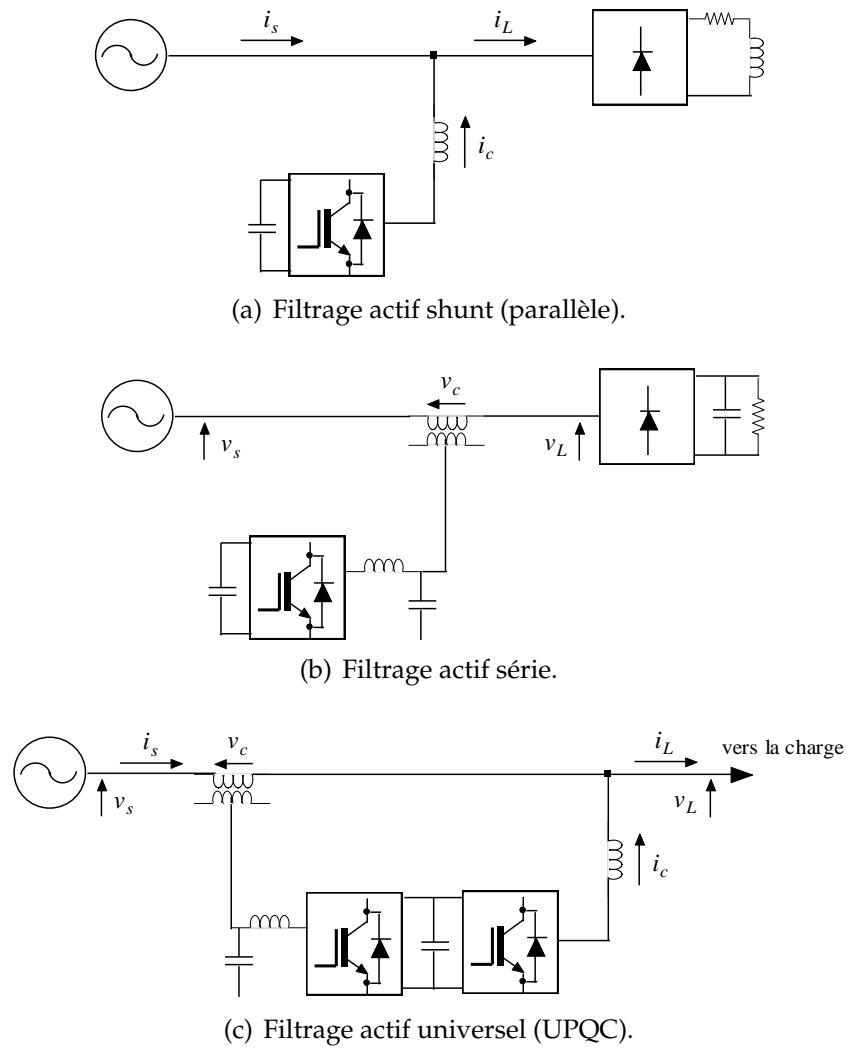 i_s i_L
i_c
(a) Filtrage actif shunt (parallèle).
v_c
v_s v_L
(b) Filtrage actif série.
i_s v_c i_L vers la charge
v_s v_L
i_c
(c) Filtrage actif universel (UPQC).